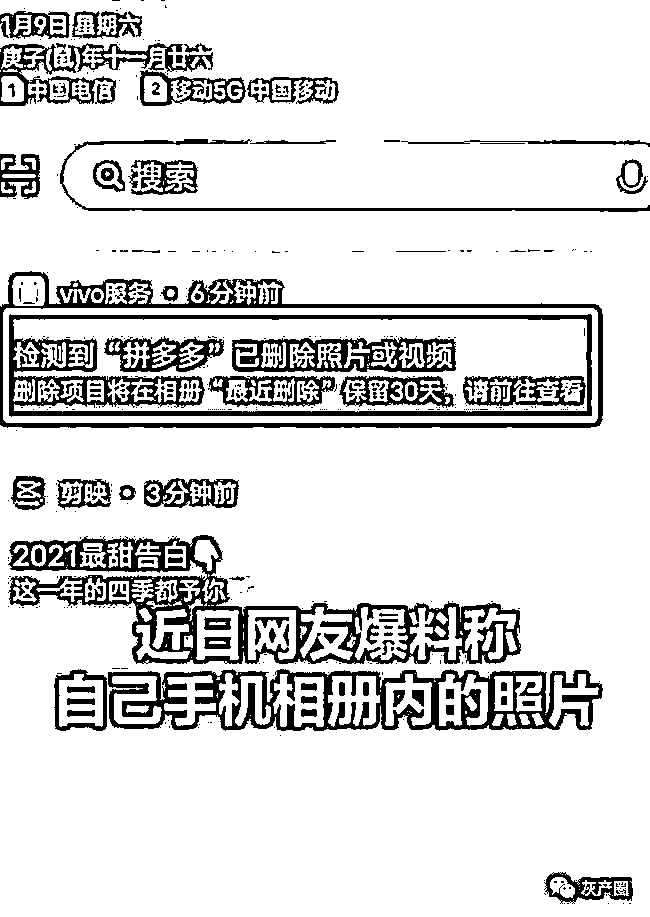 1月9日 星期六
庚子(鼠)年十一月廿六
1 中国电信 2 移动5G 中国移动
搜索
vivo服务 • 6分钟前
检测到“拼多多”已删除照片或视频
删除项目将在相册“最近删除”保留30天，请前往查看
剪映 • 3分钟前
2021最甜告白👇
这一年的四季都予你
近日网友爆料称
自己手机相册内的照片
灰产圈